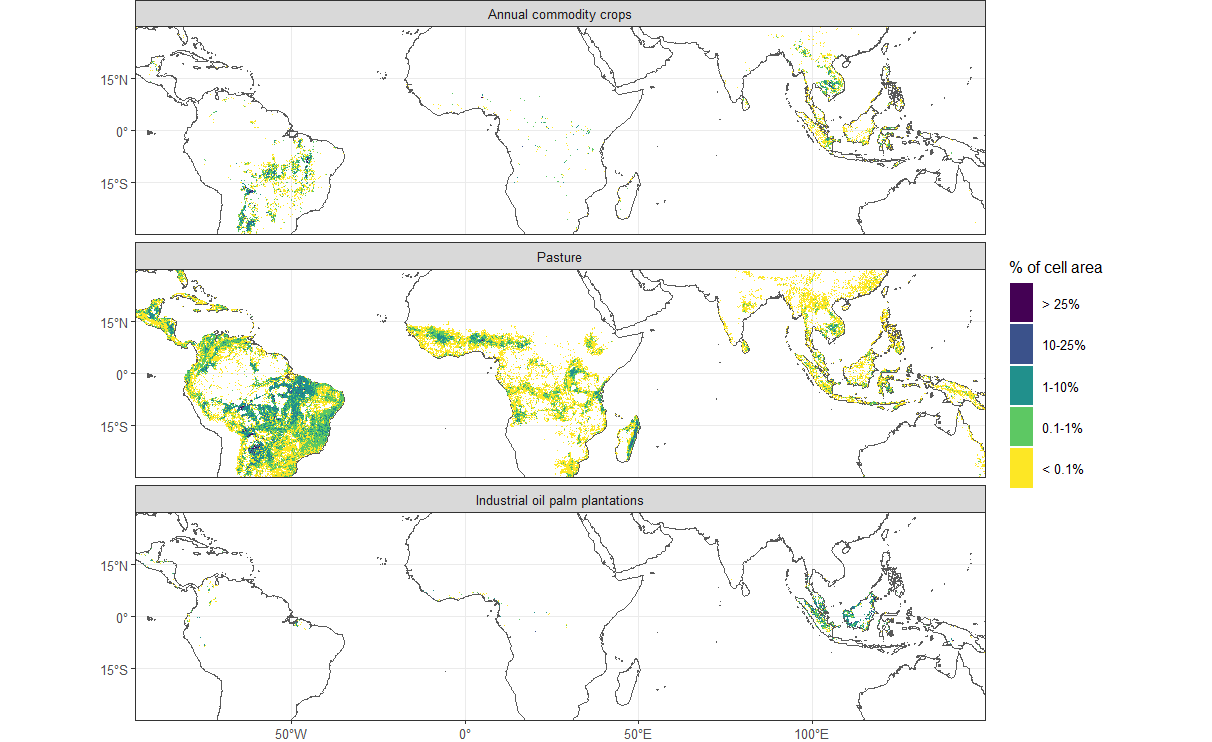 Annual commodity crops
15°N
0°
15°S
Pasture
15°N
0°
15°S
% of cell area
> 25%
10-25%
1-10%
0.1-1%
< 0.1%
Industrial oil palm plantations
15°N
0°
15°S
50°W
0°
50°E
100°E